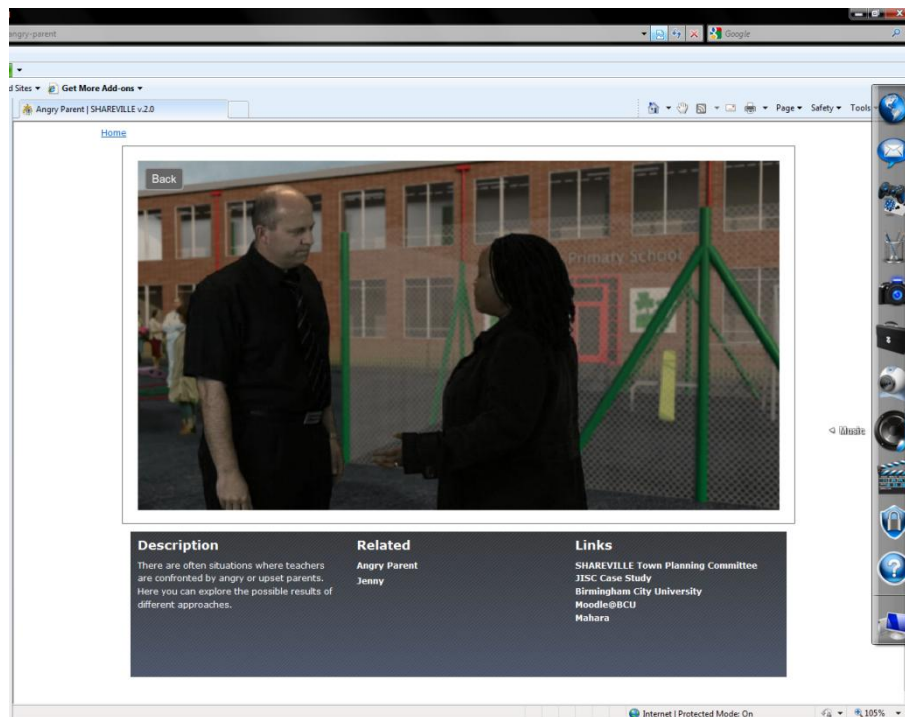 angry-parent
Google
d Sites Get More Add-ons
Angry Parent | SHAREVILLE v.2.0
Page Safety Tools
Home
Back
Primary School
Music
Description
There are often situations where teachers
are confronted by angry or upset parents.
Here you can explore the possible results of
different approaches.
Related
Angry Parent
Jenny
Links
SHAREVILLE Town Planning Committee
JISC Case Study
Birmingham City University
Moodle@BCU
Mahara
Internet | Protected Mode: On
105%